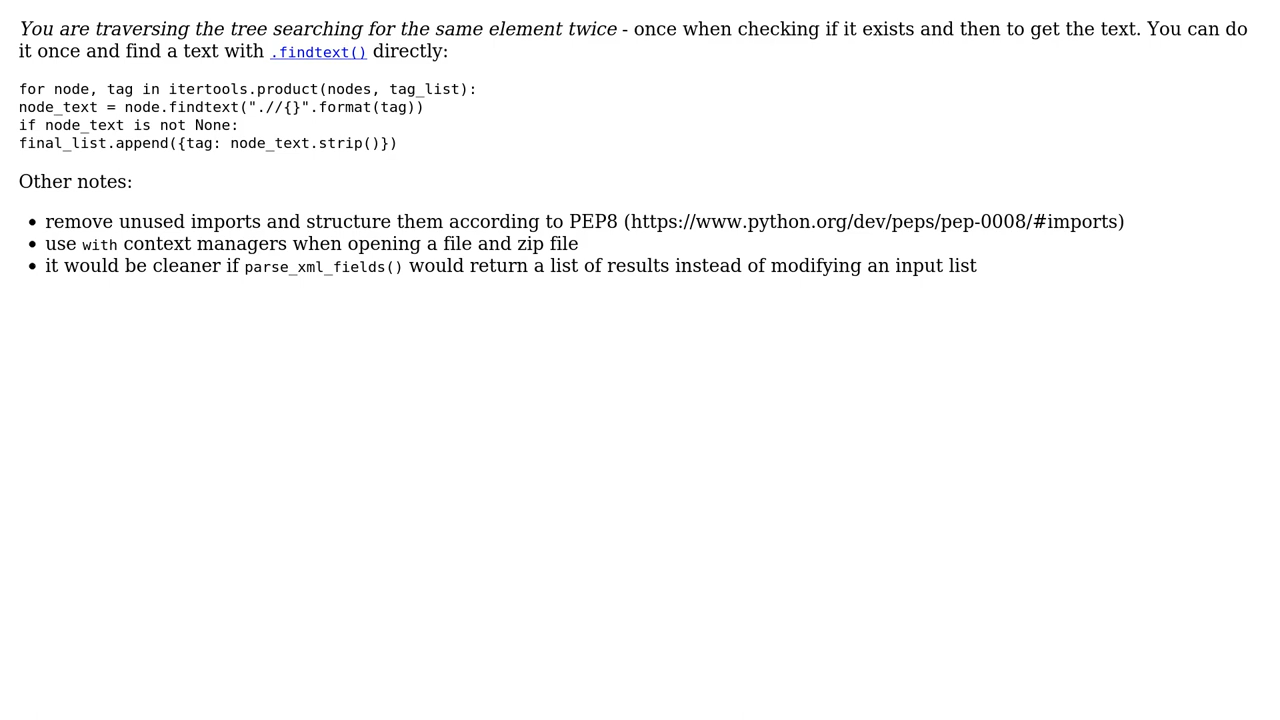 You are traversing the tree searching for the same element twice - once when checking if it exists and then to get the text. You can do
it once and find a text with .findtext() directly:
for node, tag in itertools.product(nodes, tag_list):
node_text = node.findtext(".//{}".format(tag))
if node_text is not None:
final_list.append({tag: node_text.strip()})
Other notes:
• remove unused imports and structure them according to PEP8 (https://www.python.org/dev/peps/pep-0008/#imports)
• use with context managers when opening a file and zip file
• it would be cleaner if parse_xml_fields() would return a list of results instead of modifying an input list